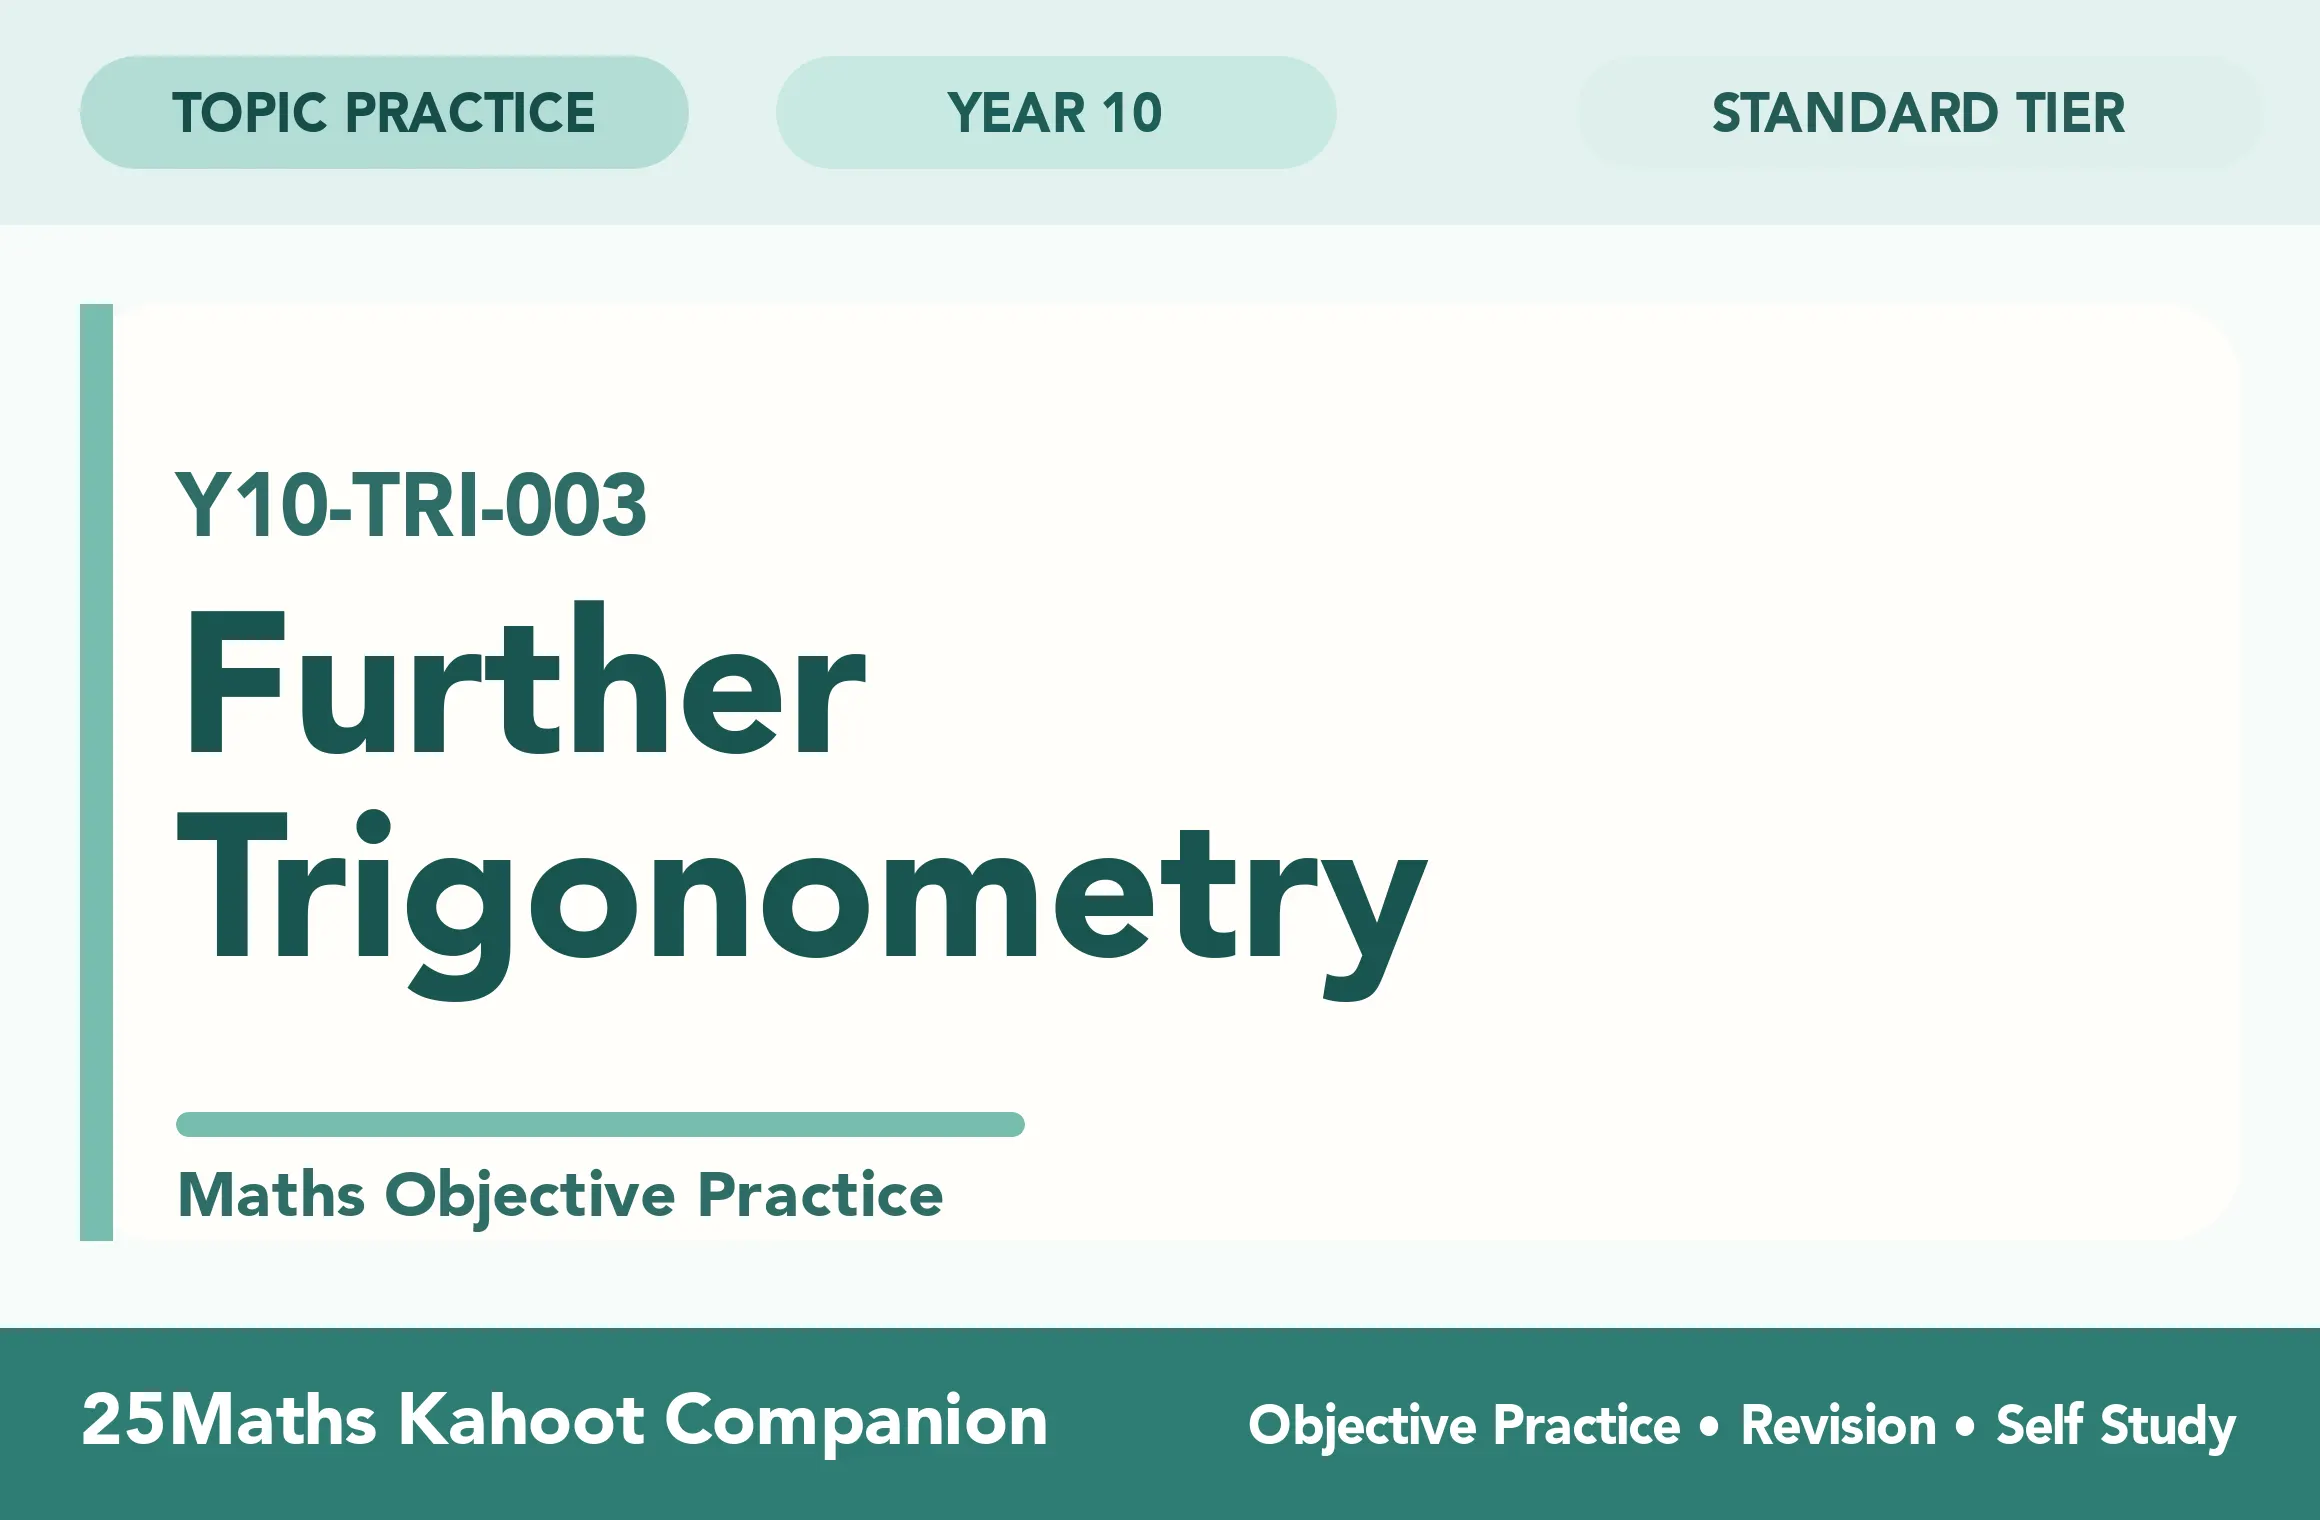 TOPIC PRACTICE
YEAR 10
STANDARD TIER
Y10-TRI-003
Further
Trigonometry
Maths Objective Practice
25Maths Kahoot Companion
Objective Practice • Revision • Self Study